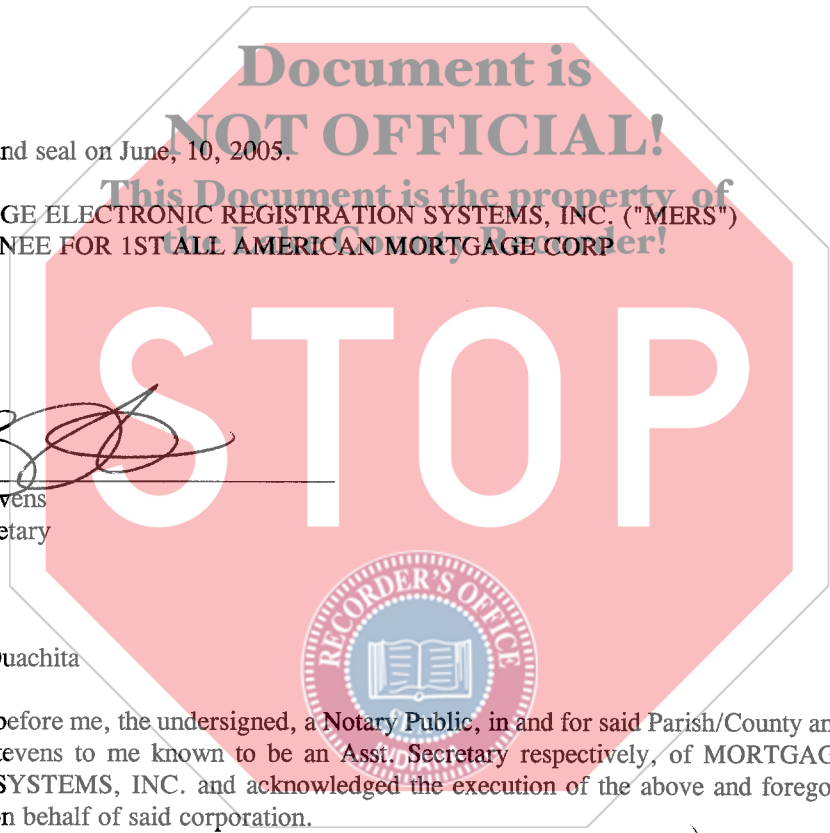 Document is
NOT OFFICIAL!
nd seal on June, 10, 2005.
This Document is the property of
GE ELECTRONIC REGISTRATION SYSTEMS, INC. ("MERS")
NEE FOR 1ST ALL AMERICAN MORTGAGE CORP
the Lake County Recorder!
STOP
vens
etary
RECORDER'S OFFICE
uachita
before me, the undersigned, a Notary Public, in and for said Parish/County an
tevens to me known to be an Asst. Secretary respectively, of MORTGAG
SYSTEMS, INC. and acknowledged the execution of the above and forego
n behalf of said corporation.